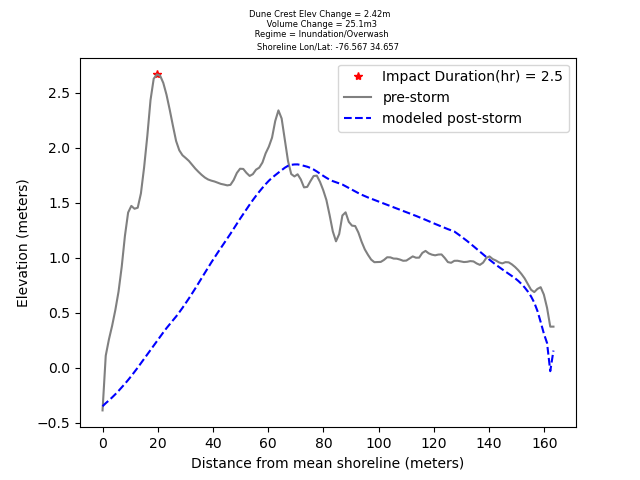 Dune Crest Elev Change = 2.42m
Volume Change = 25.1m3
Regime = Inundation/Overwash
Shoreline Lon/Lat: -76.567 34.657
Impact Duration(hr) = 2.5
pre-storm
modeled post-storm
Elevation (meters)
2.5
2.0
1.5
1.0
0.5
0.0
−0.5
0 20 40 60 80 100 120 140 160
Distance from mean shoreline (meters)